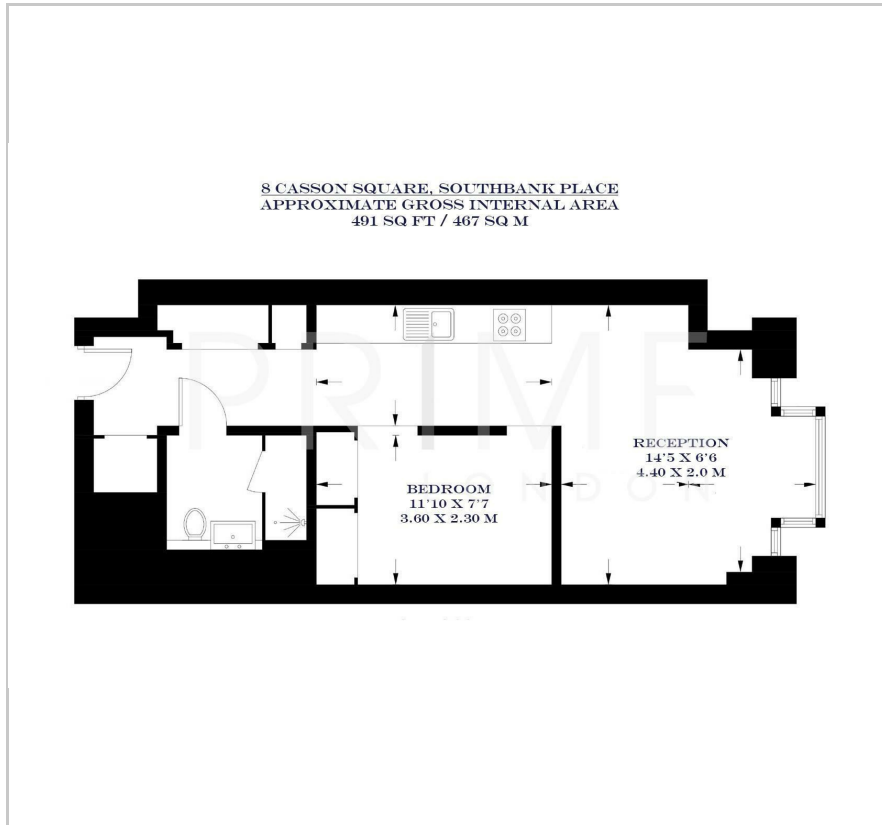 8 CASSON SQUARE, SOUTHBANK PLACE
APPROXIMATE GROSS INTERNAL AREA
491 SQ FT / 467 SQ M
PRIME
LONDON
RECEPTION
14'5 X 6'6
4.40 X 2.0 M
BEDROOM
11'10 X 7'7
3.60 X 2.30 M